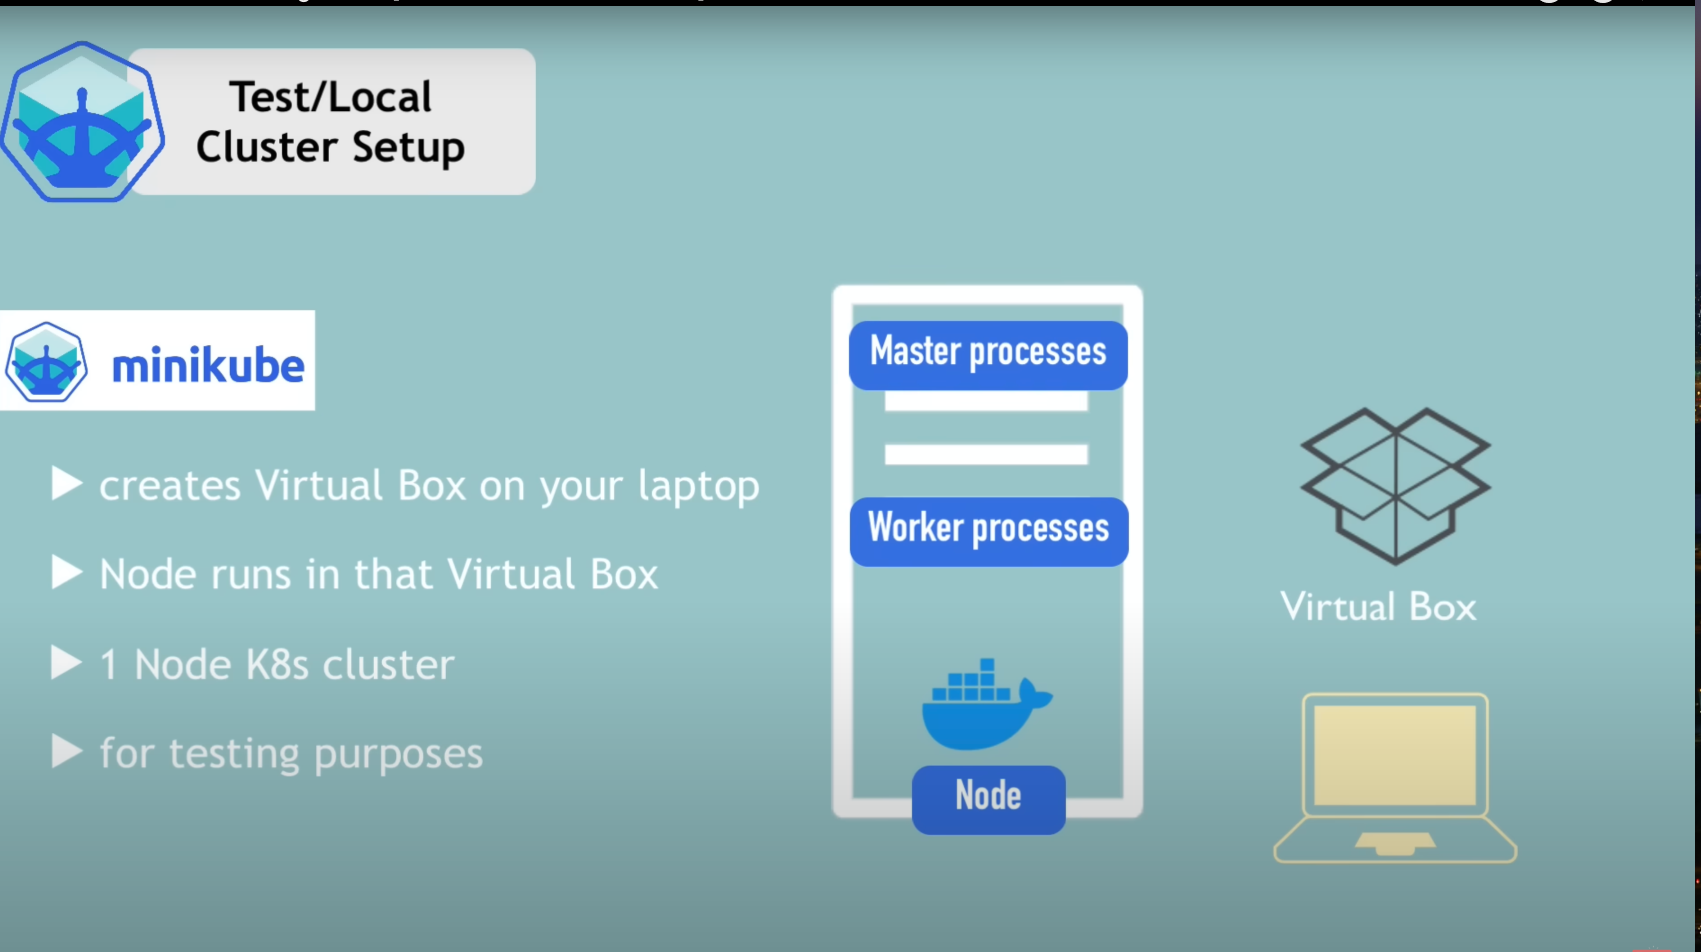 Test/Local
Cluster Setup
minikube
creates Virtual Box on your laptop
Node runs in that Virtual Box
1 Node K8s cluster
for testing purposes
Master processes
Worker processes
Node
Virtual Box